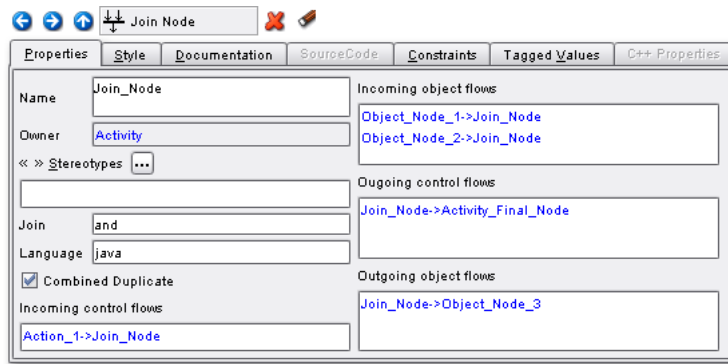 Join Node
Properties Style Documentation SourceCode Constraints Tagged Values C++ Properties
Name Join_Node
Owner Activity
« » Stereotypes ...
Join and
Language java
Combined Duplicate
Incoming control flows
Action_1->Join_Node
Incoming object flows
Object_Node_1->Join_Node
Object_Node_2->Join_Node
Ougoing control flows
Join_Node->Activity_Final_Node
Outgoing object flows
Join_Node->Object_Node_3